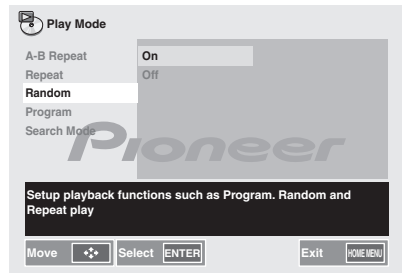 Play Mode
A-B Repeat
On
Repeat
Off
Random
Program
Search Mode
Pioneer
Setup playback functions such as Program. Random and
Repeat play
Move
Select ENTER
Exit HOME MENU